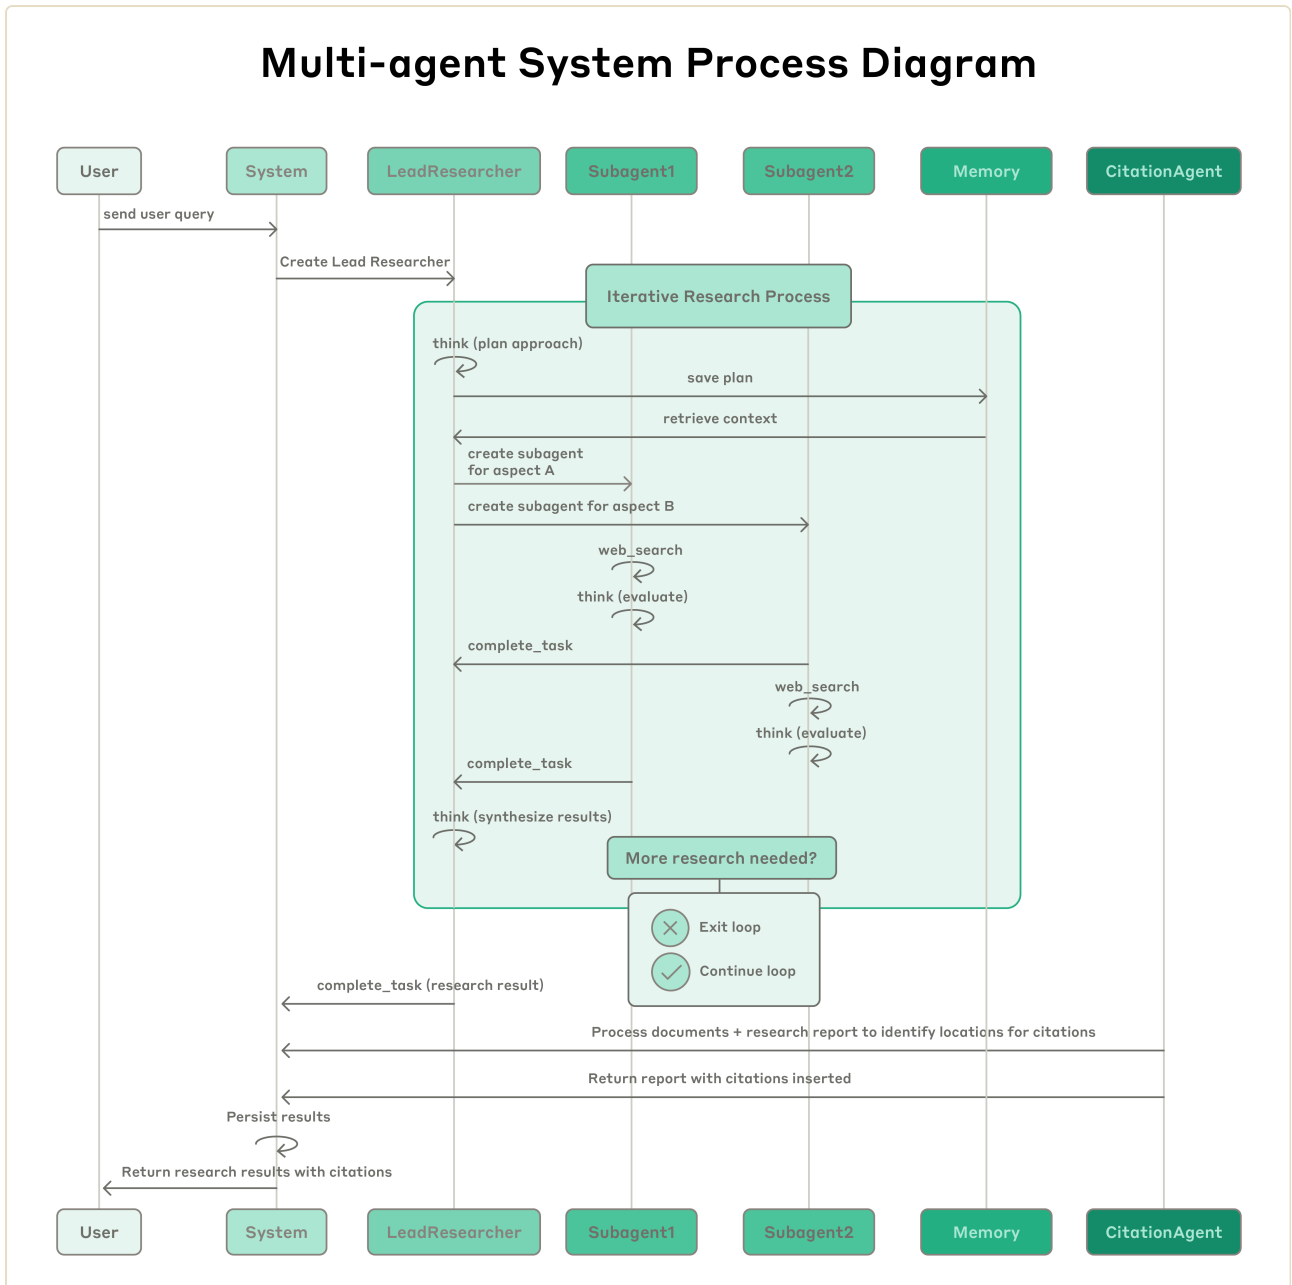 Multi-agent System Process Diagram
User
System
LeadResearcher
Subagent1
Subagent2
Memory
CitationAgent
send user query
Create Lead Researcher
Iterative Research Process
think (plan approach)
save plan
retrieve context
create subagent
for aspect A
create subagent for aspect B
web_search
think (evaluate)
complete_task
web_search
think (evaluate)
complete_task
think (synthesize results)
More research needed?
Exit loop
Continue loop
complete_task (research result)
Process documents + research report to identify locations for citations
Return report with citations inserted
Persist results
Return research results with citations
User
System
LeadResearcher
Subagent1
Subagent2
Memory
CitationAgent